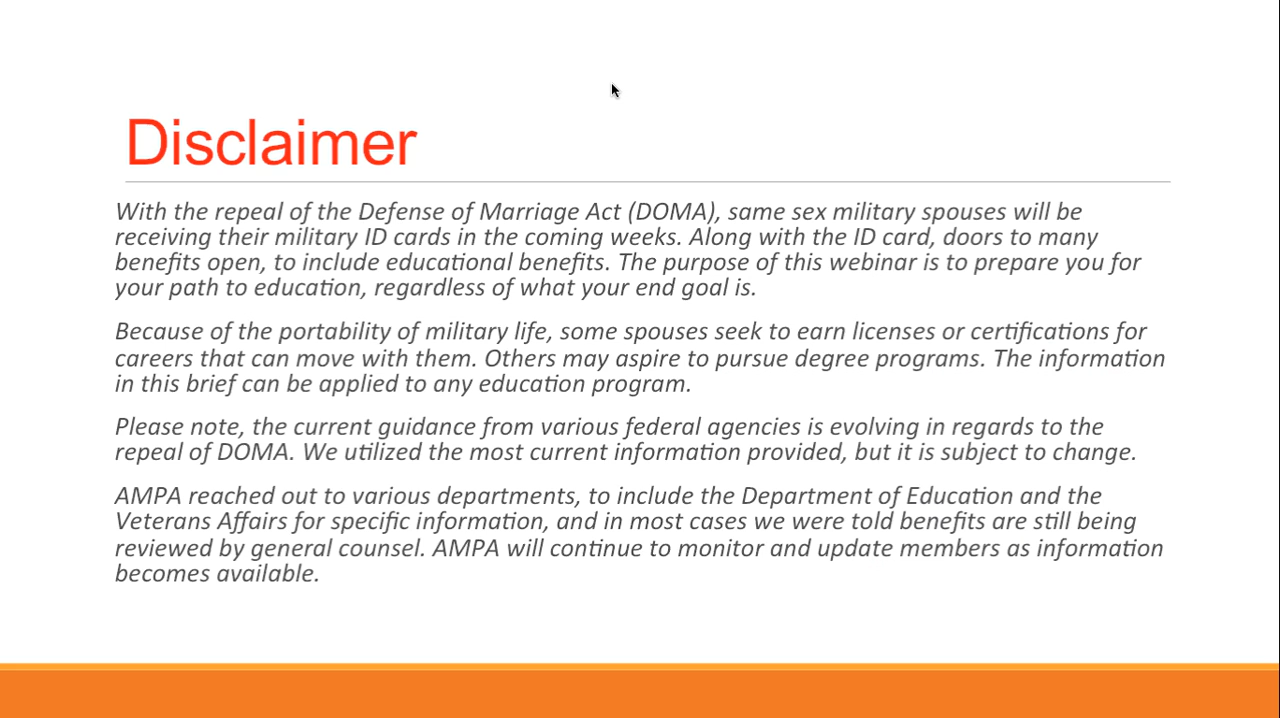 Disclaimer
With the repeal of the Defense of Marriage Act (DOMA), same sex military spouses will be
receiving their military ID cards in the coming weeks. Along with the ID card, doors to many
benefits open, to include educational benefits. The purpose of this webinar is to prepare you for
your path to education, regardless of what your end goal is.
Because of the portability of military life, some spouses seek to earn licenses or certifications for
careers that can move with them. Others may aspire to pursue degree programs. The information
in this brief can be applied to any education program.
Please note, the current guidance from various federal agencies is evolving in regards to the
repeal of DOMA. We utilized the most current information provided, but it is subject to change.
AMPA reached out to various departments, to include the Department of Education and the
Veterans Affairs for specific information, and in most cases we were told benefits are still being
reviewed by general counsel. AMPA will continue to monitor and update members as information
becomes available.